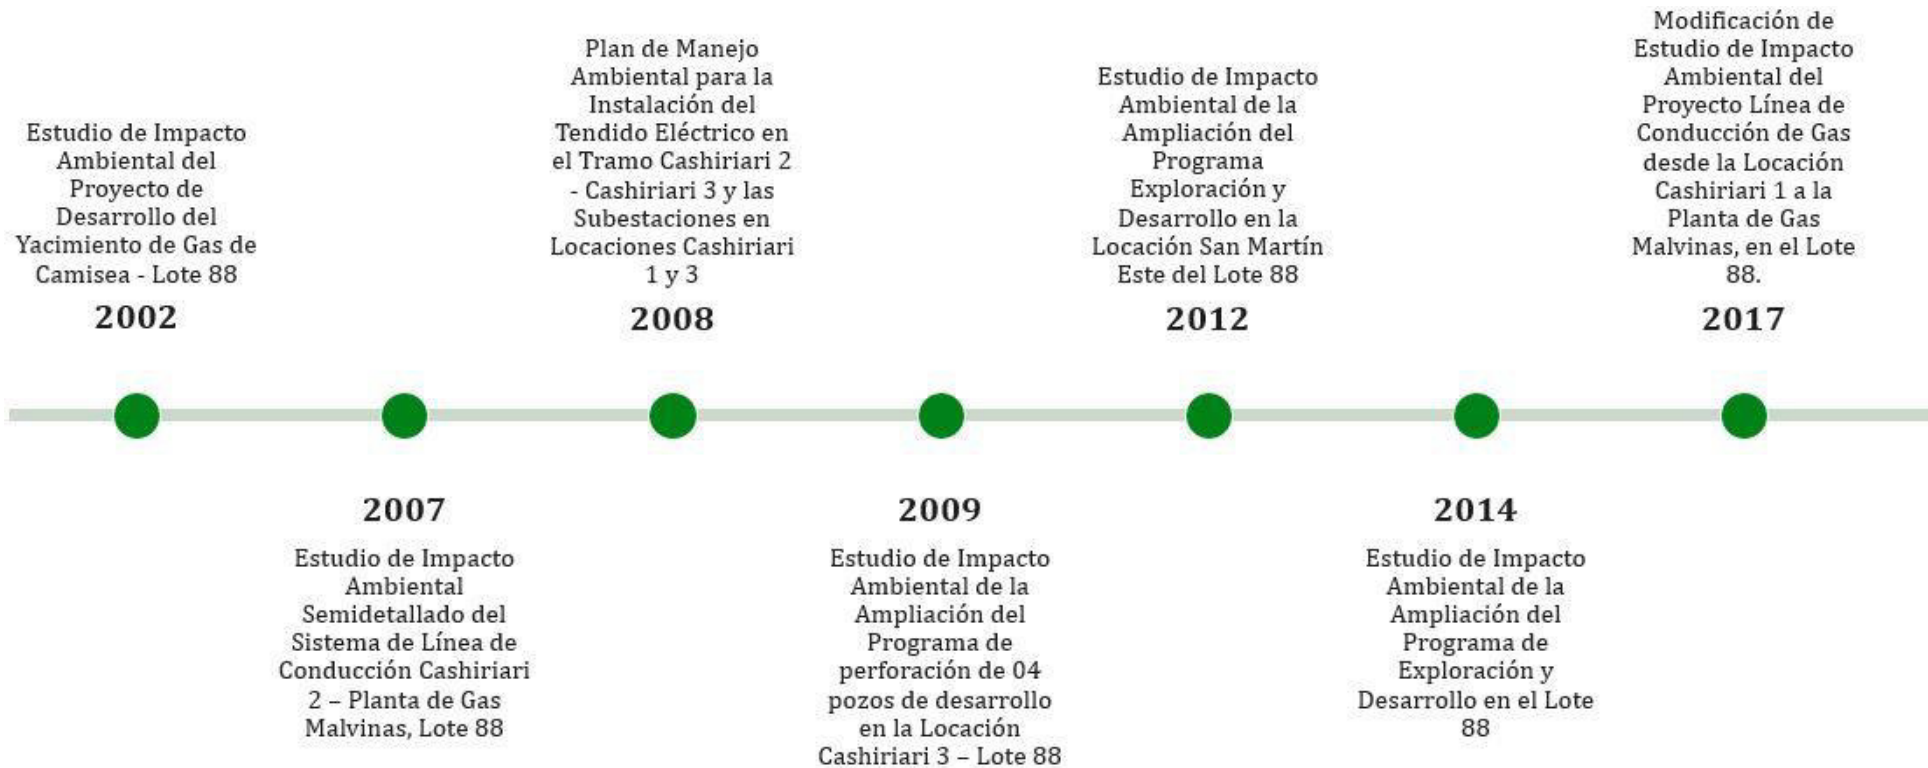 Estudio de Impacto
Ambiental del
Proyecto de
Desarrollo del
Yacimiento de Gas de
Camisea - Lote 88
2002
2007
Estudio de Impacto
Ambiental
Semidetallado del
Sistema de Línea de
Conducción Cashiriari
2 – Planta de Gas
Malvinas, Lote 88
Plan de Manejo
Ambiental para la
Instalación del
Tendido Eléctrico en
el Tramo Cashiriari 2
- Cashiriari 3 y las
Subestaciones en
Locaciones Cashiriari
1 y 3
2008
2009
Estudio de Impacto
Ambiental de la
Ampliación del
Programa de
perforación de 04
pozos de desarrollo
en la Locación
Cashiriari 3 – Lote 88
Estudio de Impacto
Ambiental de la
Ampliación del
Programa
Exploración y
Desarrollo en la
Locación San Martín
Este del Lote 88
2012
2014
Estudio de Impacto
Ambiental de la
Ampliación del
Programa de
Exploración y
Desarrollo en el Lote
88
Modificación de
Estudio de Impacto
Ambiental del
Proyecto Línea de
Conducción de Gas
desde la Locación
Cashiriari 1 a la
Planta de Gas
Malvinas, en el Lote
88.
2017